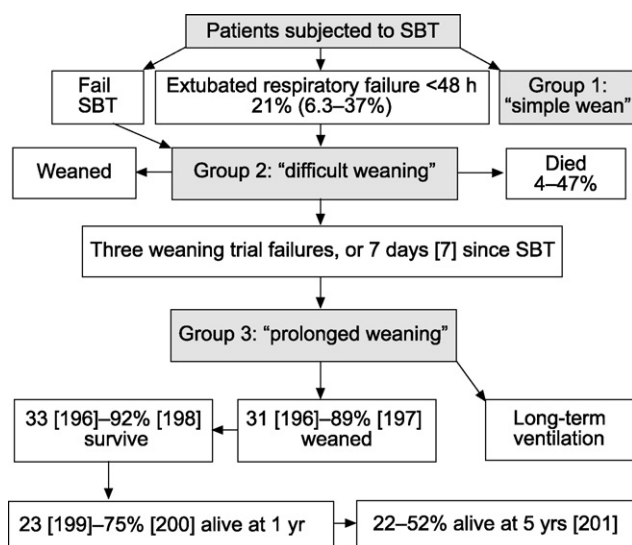 Patients subjected to SBT
Fail
SBT
Extubated respiratory failure <48 h
21% (6.3–37%)
Group 1:
“simple wean”
Weaned
Group 2: “difficult weaning”
Died
4–47%
Three weaning trial failures, or 7 days [7] since SBT
Group 3: “prolonged weaning”
33 [196]–92% [198]
survive
31 [196]–89% [197]
weaned
Long-term
ventilation
23 [199]–75% [200] alive at 1 yr
22–52% alive at 5 yrs [201]